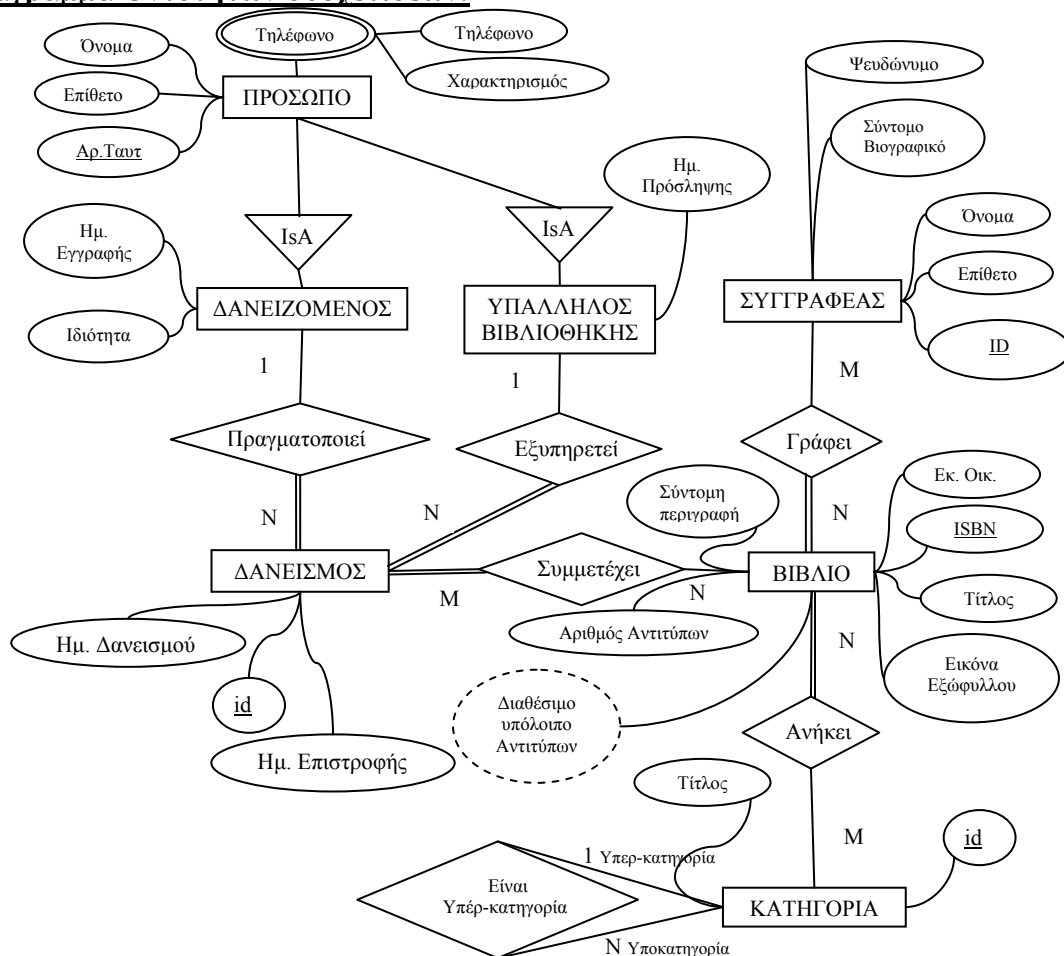 Τηλέφωνο
Τηλέφωνο
Χαρακτηρισμός
Όνομα
Επίθετο
Αρ.Ταυτ
ΠΡΟΣΩΠΟ
Ψευδώνυμο
Σύντομο
Βιογραφικό
Ημ.
Πρόσληψης
Ημ.
Εγγραφής
Ιδιότητα
IsA
IsA
Όνομα
Επίθετο
ID
ΔΑΝΕΙΖΟΜΕΝΟΣ
ΥΠΑΛΛΗΛΟΣ
ΒΙΒΛΙΟΘΗΚΗΣ
ΣΥΓΓΡΑΦΕΑΣ
1
1
M
Πραγματοποιεί
Εξυπηρετεί
Γράφει
N
N
N
Σύντομη
περιγραφή
Εκ. Οικ.
ISBN
Τίτλος
Εικόνα
Εξώφυλλου
ΔΑΝΕΙΣΜΟΣ
Συμμετέχει
ΒΙΒΛΙΟ
M
N
N
Αριθμός Αντιτύπων
Ημ. Δανεισμού
id
Ημ. Επιστροφής
Διαθέσιμο
υπόλοιπο
Αντιτύπων
Ανήκει
Τίτλος
M
id
1 Υπερ-κατηγορία
Είναι
Υπέρ-κατηγορία
N Υποκατηγορία
ΚΑΤΗΓΟΡΙΑ